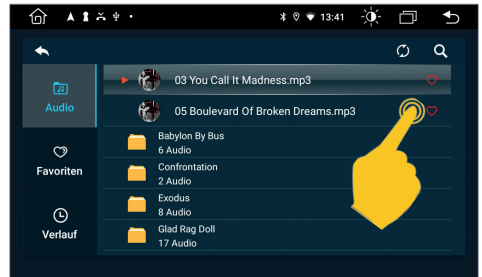 13:41
03 You Call It Madness.mp3
Audio
05 Boulevard Of Broken Dreams.mp3
Babylon By Bus
6 Audio
Favoriten
Confrontation
2 Audio
Exodus
8 Audio
Verlauf
Glad Rag Doll
17 Audio